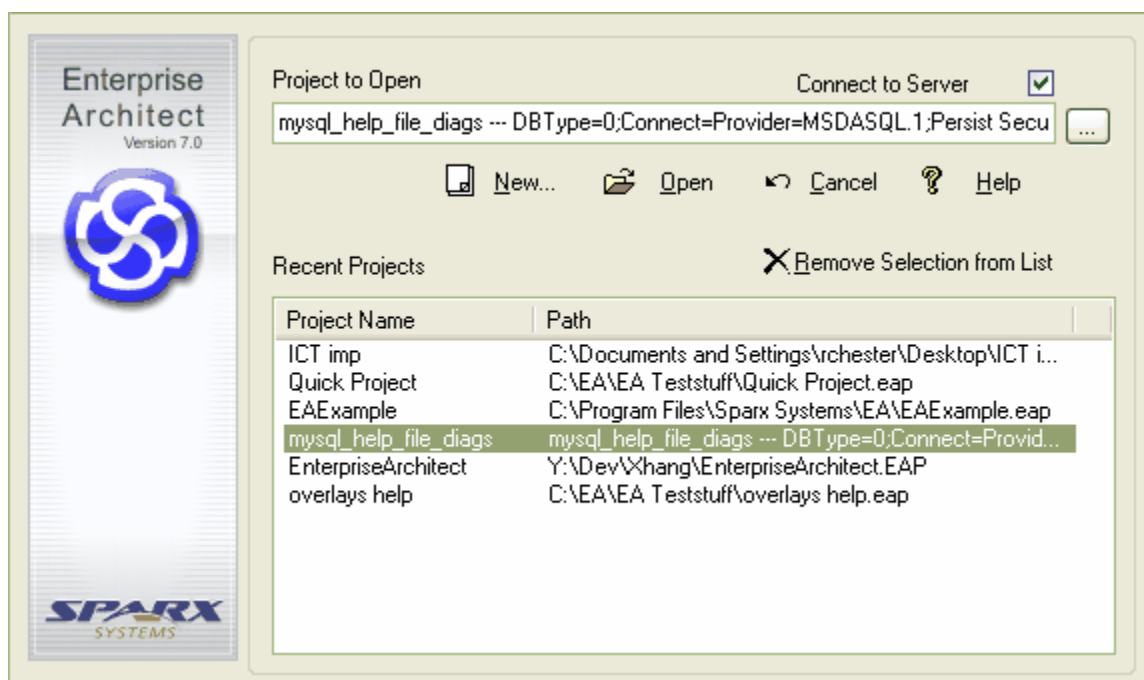 Enterprise
Architect
Version 7.0
SPARX
SYSTEMS
Project to Open
Connect to Server
mysql_help_file_diags --- DBType=0;Connect=Provider=MSDASQL.1;Persist Secu
...
New...
Open
Cancel
Help
Recent Projects
Remove Selection from List
Project Name Path
ICT imp C:\Documents and Settings\rchester\Desktop\ICT i...
Quick Project C:\EA\EA Teststuff\Quick Project.eap
EAExample C:\Program Files\Sparx Systems\EA\EAExample.eap
mysql_help_file_diags mysql_help_file_diags --- DBType=0;Connect=Provid...
EnterpriseArchitect Y:\Dev\Xhang\EnterpriseArchitect.EAP
overlays help C:\EA\EA Teststuff\overlays help.eap